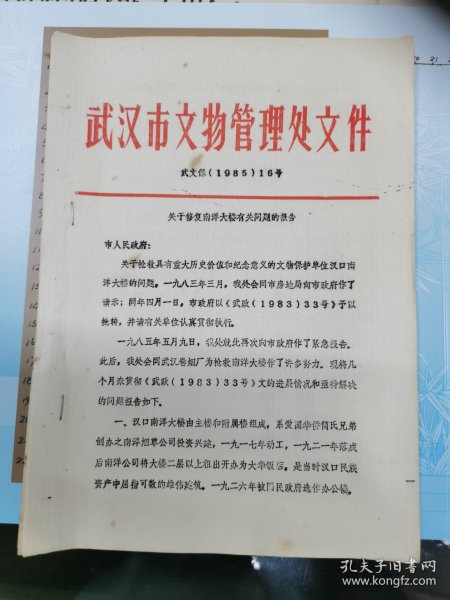 武汉市文物管理处文件
武文保(1985)16号
关于修复南洋大楼有关问题的报告
市人民政府:
关于抢救具有重大历史价值和纪念意义的文物保护单位汉口南
洋大楼的问题。一九八三年三月,我处会同市房地局向市政府作了
请示;同年四月一日,市政府以《武政(1983)33号》予以
批转,并请有关单位认真贯彻执行。
一九八五年五月九日,我处就此再次向市政府作了紧急报告。
此后,我处会同武汉卷烟厂为抢救南洋大楼作了许多努力。现将几
个月来贯彻《武政(1983)33号》文的进展情况和亟待解决
的问题报告如下。
一、汉口南洋大楼由主楼和附属楼组成,系爱国华侨简氏兄弟
创办之南洋烟草公司投资兴建,一九一七年动工,一九二一年落成
后南洋公司将大楼二层以上租出开办为大华饭店。是当时汉口民族
资产中屈指可数的雄伟建筑。一九二六年被国民政府选作办公楼。
孔夫子旧书网
www.kongfz.com